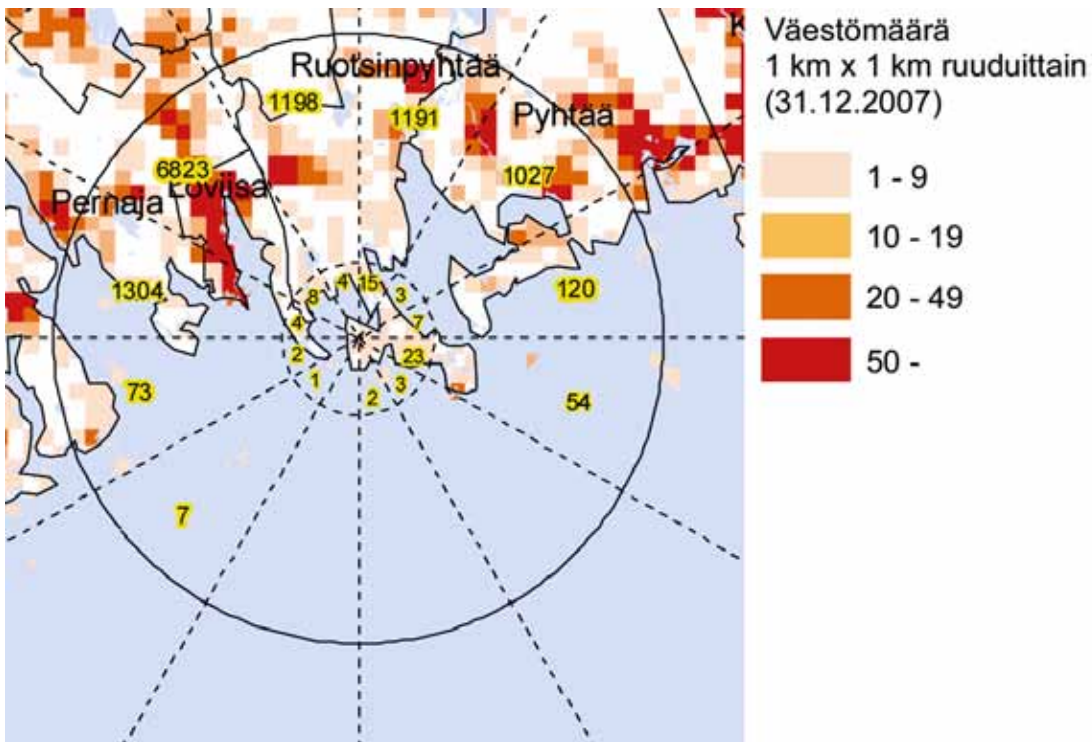 K
Ruotsinpyhtää
1198
1191
Pyhtää
6823
Loviisa
1027
Pernaja
1304
8
4
15
3
120
4
7
2
23
1
3
2
73
54
7
Väestömäärä
1 km x 1 km ruuduittain
(31.12.2007)
1 - 9
10 - 19
20 - 49
50 -